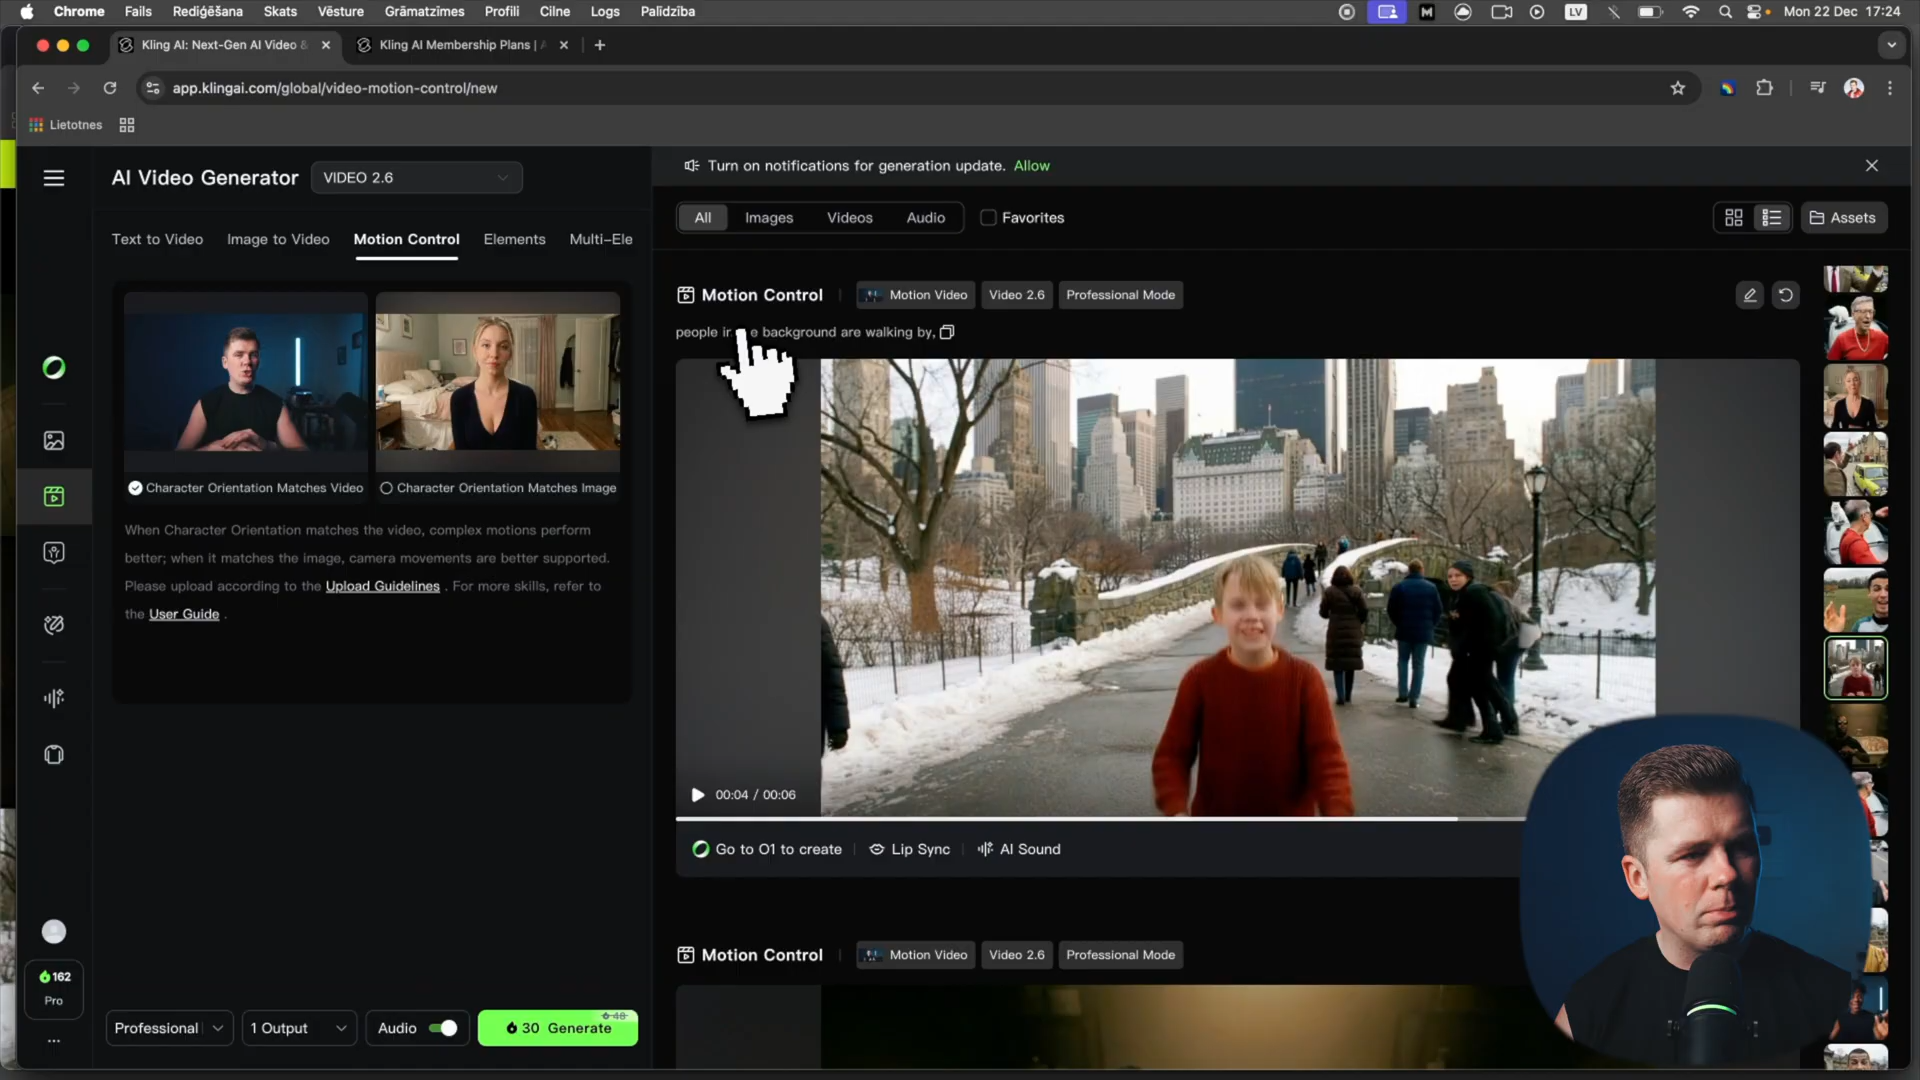 Chrome Fails Rediģēšana Skats Vēsture Grāmatzīmes Profili Cilne Logs Palīdzība LV Mon 22 Dec 17:24
Kling AI: Next-Gen AI Video & Kling AI Membership Plans |
app.klingai.com/global/video-motion-control/new
Lietotnes
AI Video Generator VIDEO 2.6
Turn on notifications for generation update. Allow
All Images Videos Audio Favorites Assets
Text to Video Image to Video Motion Control Elements Multi-Ele
Motion Control Motion Video Video 2.6 Professional Mode
people in e background are walking by,
Character Orientation Matches Video Character Orientation Matches Image
When Character Orientation matches the video, complex motions perform
better; when it matches the image, camera movements are better supported.
Please upload according to the Upload Guidelines . For more skills, refer to
the User Guide .
00:04 / 00:06
Go to O1 to create Lip Sync AI Sound
Motion Control Motion Video Video 2.6 Professional Mode
162
Pro
Professional 1 Output Audio 30 Generate 48